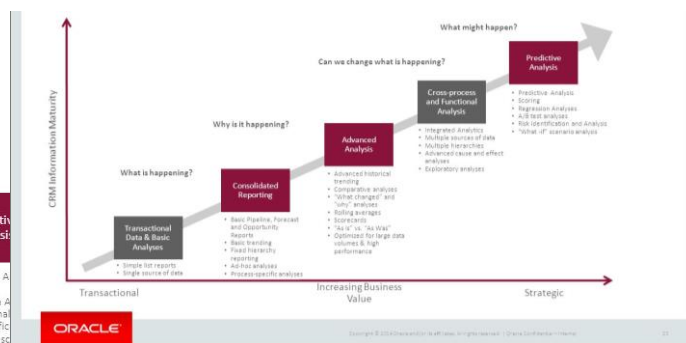 What might happen?
Can we change what is happening?
Why is it happening?
What is happening?
CRM Information Maturity
Predictive
Analysis
• Predictive Analysis
• Scoring
• Regression Analyses
• A/B test analyses
• Risk Identification and Analysis
• "What -if" scenario analysis
Cross-process
and Functional
Analysis
• Integrated Analytics
• Multiple sources of data
• Multiple hierarchies
• Advanced cause and effect
analyses
• Exploratory analyses
Advanced
Analysis
• Advanced historical
trending
• Comparative analyses
• "What changed" and
"why" analyses
• Rolling averages
• Scorecards
• "As is" vs. "As Was"
• Optimized for large data
volumes & high
performance
Consolidated
Reporting
• Basic Pipeline, Forecast
and Opportunity
Reports
• Basic trending
• Fixed hierarchy
reporting
• Ad-hoc analyses
• Process-specific analyses
Transactional
Data & Basic
Analyses
• Simple list reports
• Single source of data
Transactional
Increasing Business
Value
Strategic
ORACLE